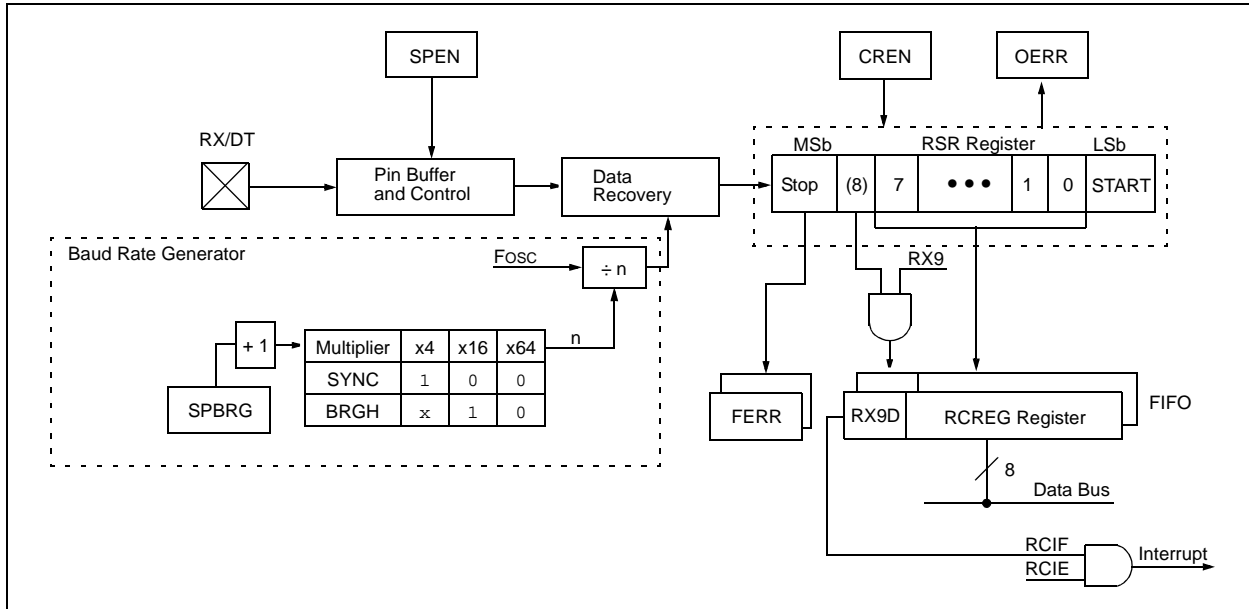 SPEN
CREN
OERR
RX/DT
Pin Buffer
and Control
Data
Recovery
MSb
RSR Register
LSb
Stop (8) 7 ••• 1 0 START
Baud Rate Generator
FOSC
÷ n
n
RX9
+ 1
SPBRG
Multiplier x4 x16 x64
SYNC 1 0 0
BRGH x 1 0
FERR
RX9D
RCREG Register
FIFO
8
Data Bus
RCIF
RCIE
Interrupt